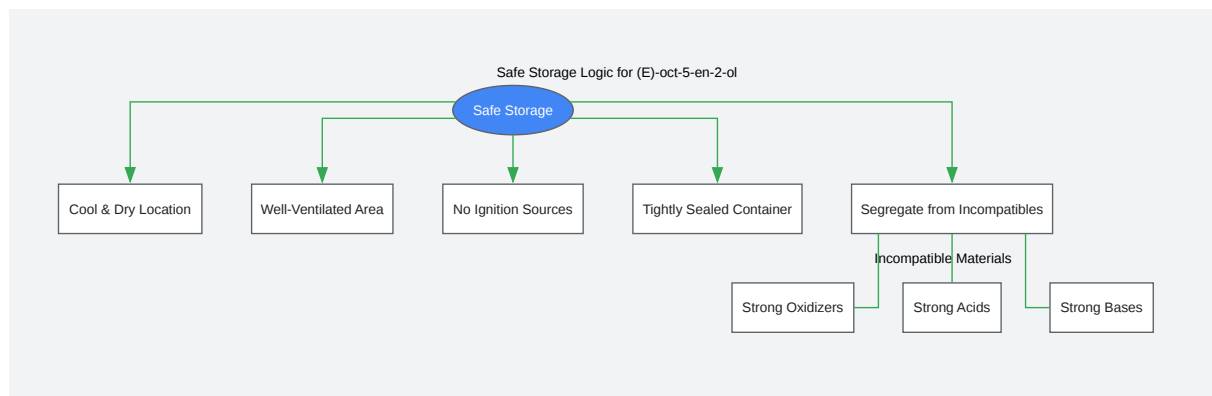 Safe Storage Logic for (E)-oct-5-en-2-ol
Safe Storage
Cool & Dry Location
Well-Ventilated Area
No Ignition Sources
Tightly Sealed Container
Segregate from Incompatibles
Incompatible Materials
Strong Oxidizers
Strong Acids
Strong Bases